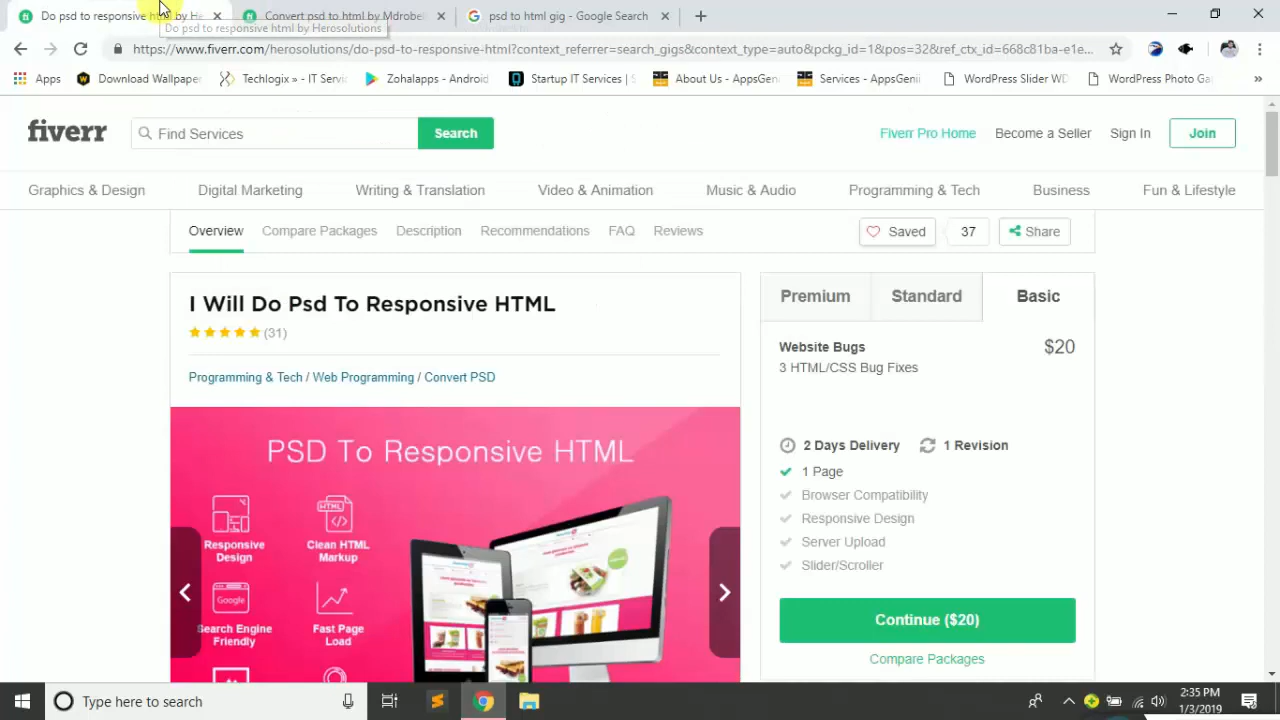 Do psd to responsive html by He
Convert psd to html by Mdrobe
psd to html gig - Google Search
Do psd to responsive html by Herosolutions
https://www.fiverr.com/herosolutions/do-psd-to-responsive-html?context_referrer=search_gigs&context_type=auto&pckg_id=1&pos=32&ref_ctx_id=668c81ba-e1e...
Apps
Download Wallpaper
Techlogix » - IT Servi
Zohalapps - Android
Startup IT Services | S
About US - AppsGeni
Services - AppsGenii
WordPress Slider WD
WordPress Photo Ga
»
fiverr
Find Services
Search
Fiverr Pro Home
Become a Seller
Sign In
Join
Graphics & Design
Digital Marketing
Writing & Translation
Video & Animation
Music & Audio
Programming & Tech
Business
Fun & Lifestyle
Overview
Compare Packages
Description
Recommendations
FAQ
Reviews
Saved
37
Share
I Will Do Psd To Responsive HTML
(31)
Programming & Tech / Web Programming / Convert PSD
PSD To Responsive HTML
Responsive
Design
HTML
Clean HTML
Markup
Google
Search Engine
Friendly
Fast Page
Load
Premium
Standard
Basic
Website Bugs
$20
3 HTML/CSS Bug Fixes
2 Days Delivery
1 Revision
1 Page
Browser Compatibility
Responsive Design
Server Upload
Slider/Scroller
Continue ($20)
Compare Packages
Type here to search
2:35 PM
1/3/2019